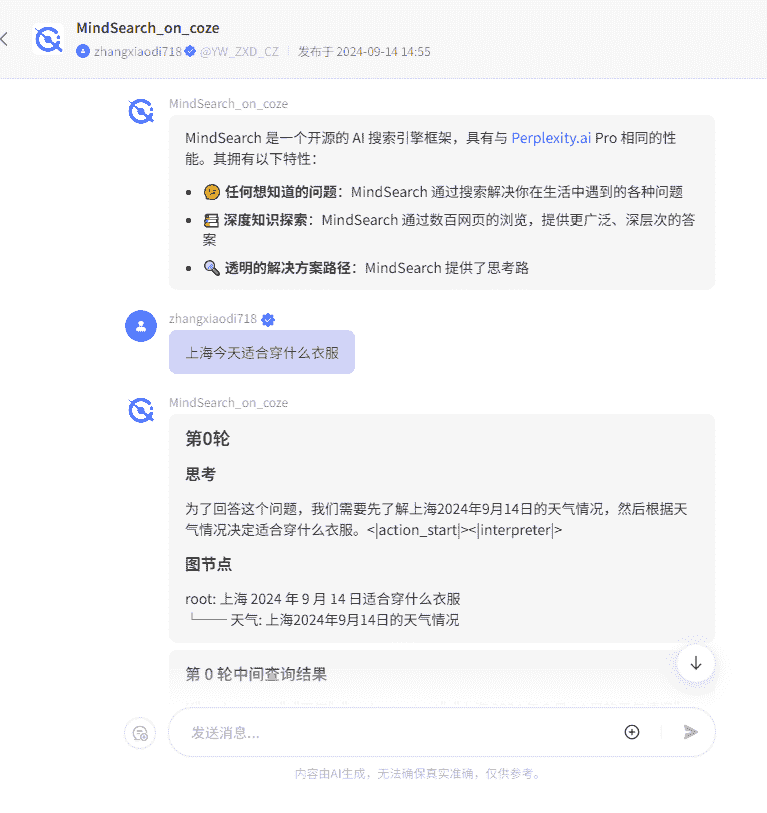 MindSearch_on_coze
zhangxiaodi718 @YW_ZXD_CZ 发布于 2024-09-14 14:55
MindSearch_on_coze
MindSearch 是一个开源的 AI 搜索引擎框架，具有与 Perplexity.ai Pro 相同的性
能。其拥有以下特性：
🤔 任何想知道的问题：MindSearch 通过搜索解决你在生活中遇到的各种问题
📚 深度知识探索：MindSearch 通过数百网页的浏览，提供更广泛、深层次的答
案
🔍 透明的解决方案路径：MindSearch 提供了思考路
zhangxiaodi718
上海今天适合穿什么衣服
MindSearch_on_coze
第0轮
思考
为了回答这个问题，我们需要先了解上海2024年9月14日的天气情况，然后根据天
气情况决定适合穿什么衣服。<|action_start|><|interpreter|>
图节点
root: 上海 2024 年 9 月 14 日适合穿什么衣服
└── 天气: 上海2024年9月14日的天气情况
第 0 轮中间查询结果
发送消息...
内容由AI生成，无法确保真实准确，仅供参考。